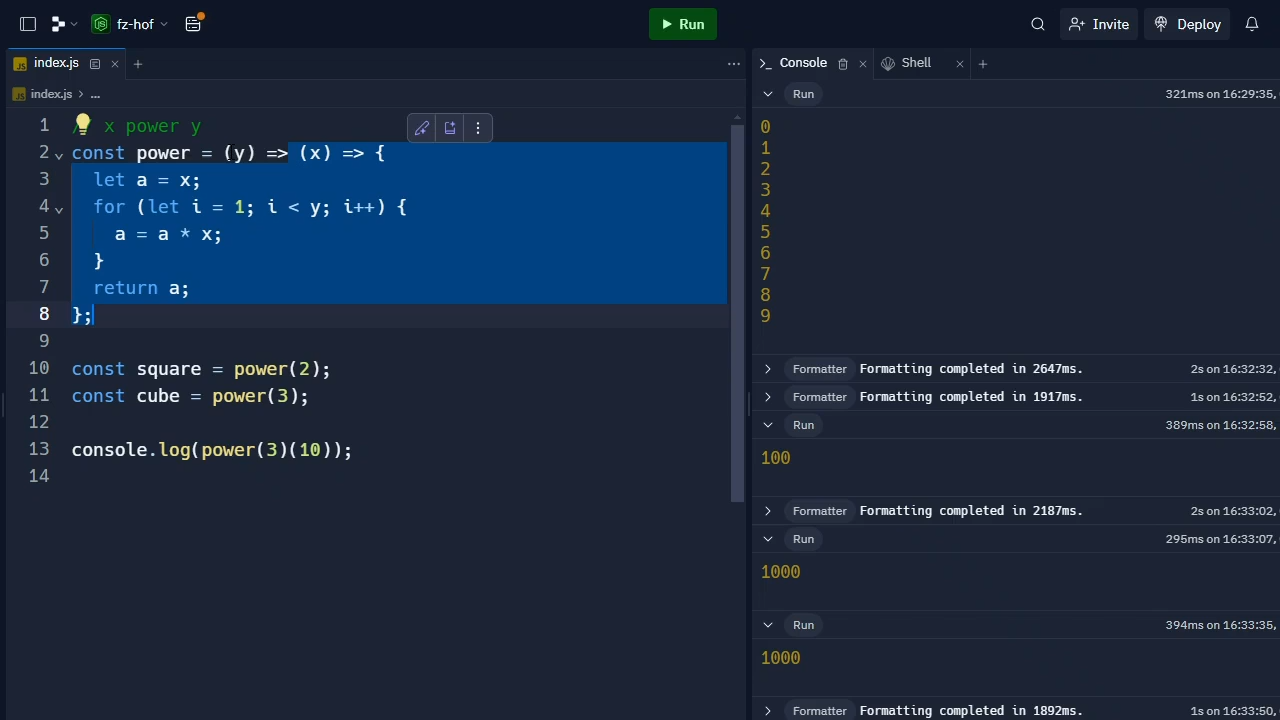 fz-hof
Run
Invite
Deploy
index.js
Console
Shell
index.js > ...
Run
321ms on 16:29:35,
1 // x power y
2 const power = (y) => (x) => {
3 let a = x;
4 for (let i = 1; i < y; i++) {
5 a = a * x;
6 }
7 return a;
8 };
9
10 const square = power(2);
11 const cube = power(3);
12
13 console.log(power(3)(10));
14
0
1
2
3
4
5
6
7
8
9
Formatter Formatting completed in 2647ms. 2s on 16:32:32,
Formatter Formatting completed in 1917ms. 1s on 16:32:52,
Run 389ms on 16:32:58,
100
Formatter Formatting completed in 2187ms. 2s on 16:33:02,
Run 295ms on 16:33:07,
1000
Run 394ms on 16:33:35,
1000
Formatter Formatting completed in 1892ms. 1s on 16:33:50,